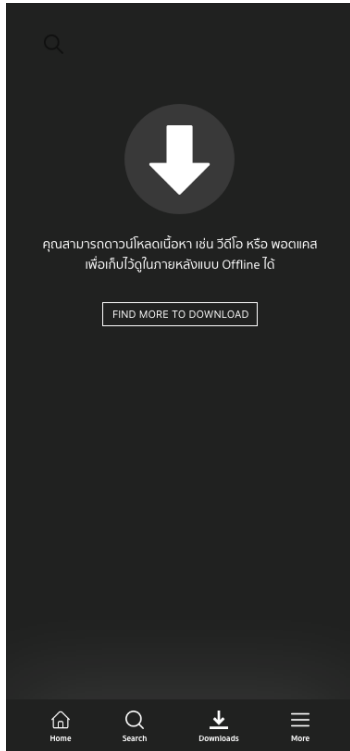 คุณสามารถดาวน์โหลดเนื้อหา เช่น วีดีโอ หรือ พอตแคส
เพื่อเก็บไว้ดูในภายหลังแบบ Offline ได้
FIND MORE TO DOWNLOAD
Home Search Downloads More